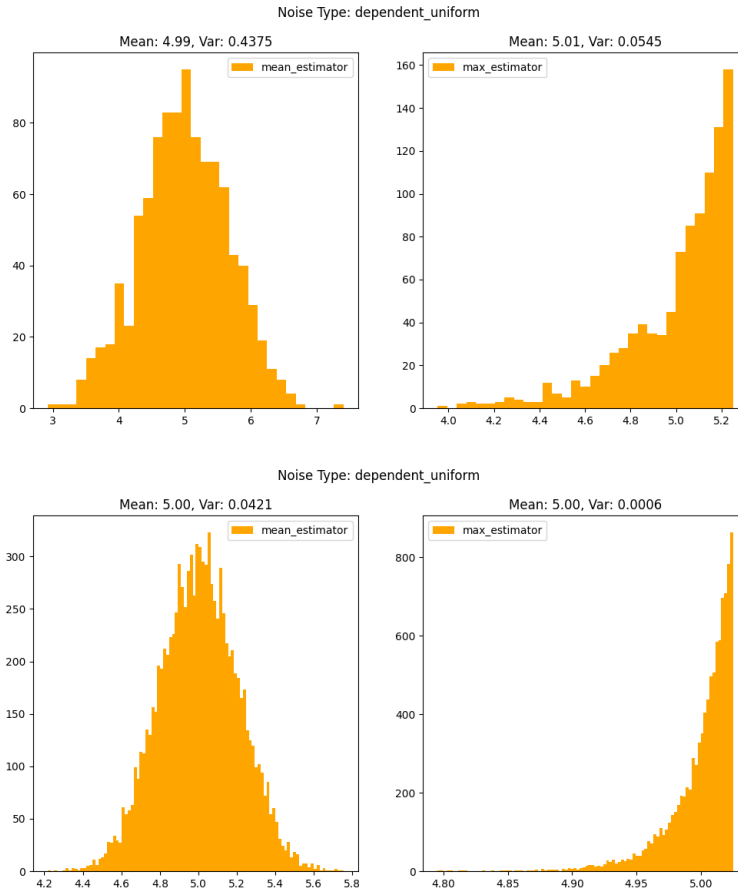 Noise Type: dependent_uniform
Mean: 4.99, Var: 0.4375
mean_estimator
80
60
40
20
0
3 4 5 6 7
Mean: 5.01, Var: 0.0545
max_estimator
160
140
120
100
80
60
40
20
0
4.0 4.2 4.4 4.6 4.8 5.0 5.2
Noise Type: dependent_uniform
Mean: 5.00, Var: 0.0421
mean_estimator
300
250
200
150
100
50
0
4.2 4.4 4.6 4.8 5.0 5.2 5.4 5.6 5.8
Mean: 5.00, Var: 0.0006
max_estimator
800
600
400
200
0
4.80 4.85 4.90 4.95 5.00